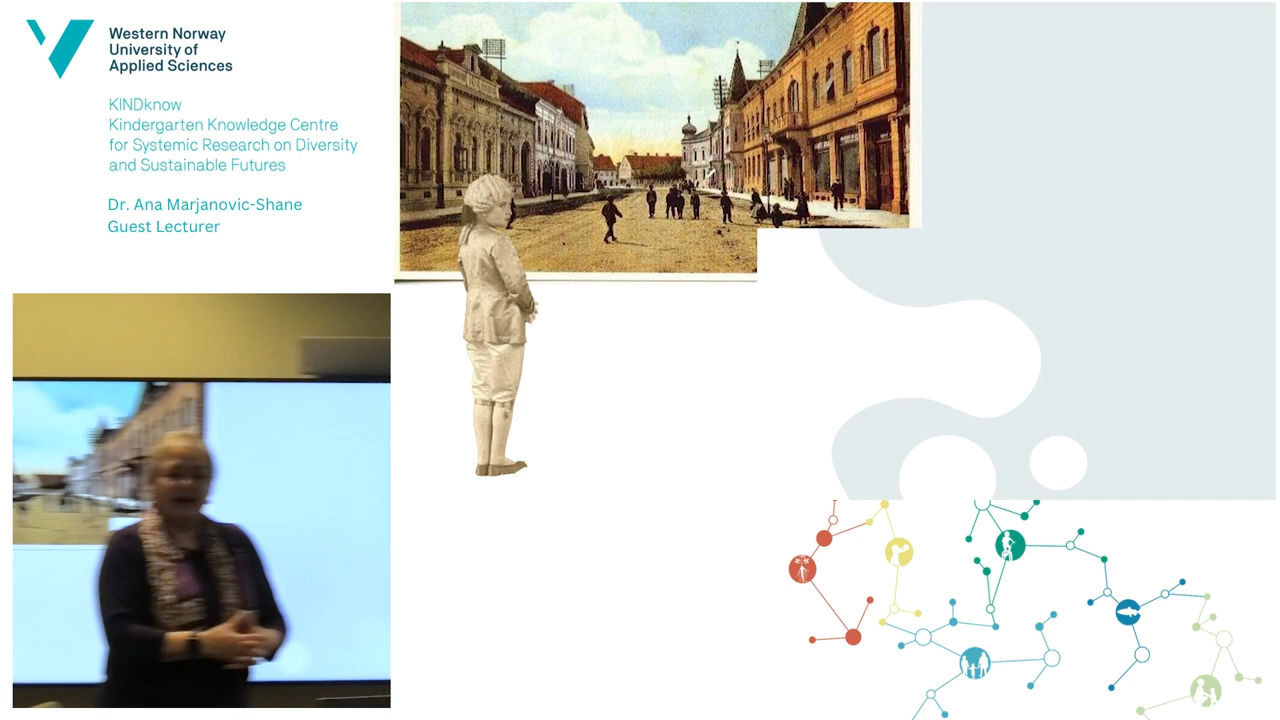 Western Norway
University of
Applied Sciences
KINDknow
Kindergarten Knowledge Centre
for Systemic Research on Diversity
and Sustainable Futures
Dr. Ana Marjanovic-Shane
Guest Lecturer